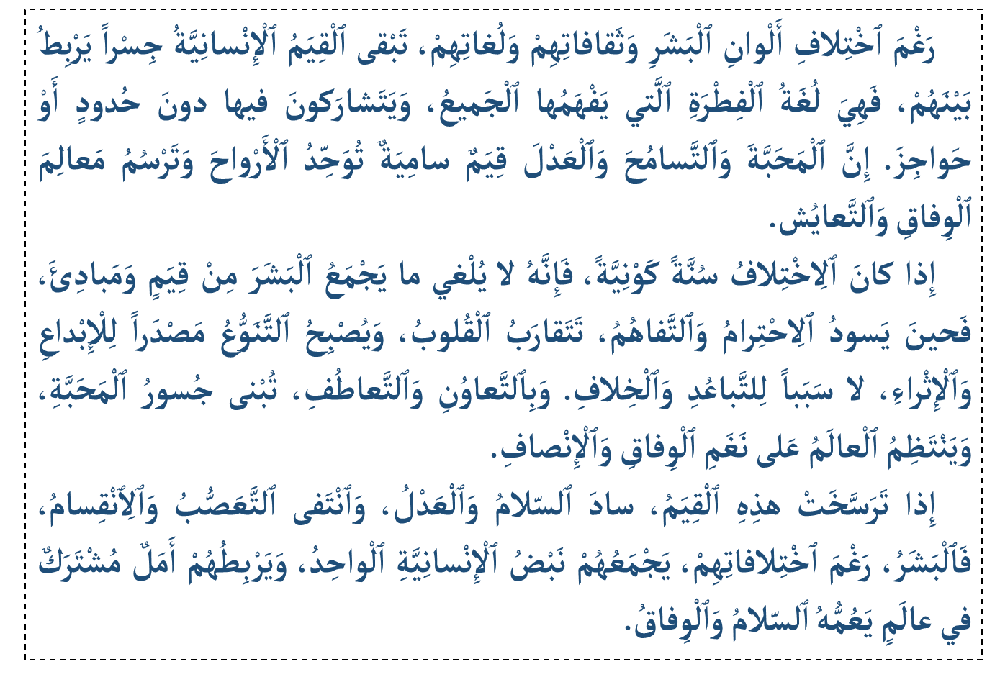 رَغْمَ ٱخْتِلافِ أَلْوانِ ٱلْبَشَرِ وَثَقافاتِهِمْ وَلُغاتِهِمْ، تَبْقى ٱلْقِيَمُ ٱلْإِنْسانِيَّةُ جِسْراً يَرْبِطُ
بَيْنَهُمْ، فَهِيَ لُغَةُ ٱلْفِطْرَةِ ٱلَّتي يَفْهَمُها ٱلْجَميعُ، وَيَتَشارَكونَ فيها دونَ حُدودٍ أَوْ
حَواجِزَ. إِنَّ ٱلْمَحَبَّةَ وَٱلتَّسامُحَ وَٱلْعَدْلَ قِيَمٌ سامِيَةٌ تُوَحِّدُ ٱلْأَرْواحَ وَتَرْسُمُ مَعالِمَ
ٱلْوِفاقِ وَٱلتَّعايُش.
إِذا كانَ ٱلِاخْتِلافُ سُنَّةً كَوْنِيَّةً، فَإِنَّهُ لا يُلْغي ما يَجْمَعُ ٱلْبَشَرَ مِنْ قِيَمٍ وَمَبادِئَ،
فَحينَ يَسودُ ٱلِاحْتِرامُ وَٱلتَّفاهُمُ، تَتَقارَبُ ٱلْقُلوبُ، وَيُصْبِحُ ٱلتَّنَوُّعُ مَصْدَراً لِلْإِبْداعِ
وَٱلْإِثْراءِ، لا سَبَباً لِلتَّباعُدِ وَٱلْخِلافِ. وَبِٱلتَّعاوُنِ وَٱلتَّعاطُفِ، تُبْنى جُسورُ ٱلْمَحَبَّةِ،
وَيَنْتَظِمُ ٱلْعالَمُ عَلى نَغَمِ ٱلْوِفاقِ وَٱلْإِنْصافِ.
إِذا تَرَسَّخَتْ هذِهِ ٱلْقِيَمُ، سادَ ٱلسّلامُ وَٱلْعَدْلُ، وَٱنْتَفى ٱلتَّعَصُّبُ وَٱلِٱنْقِسامُ،
فَٱلْبَشَرُ، رَغْمَ ٱخْتِلافاتِهِمْ، يَجْمَعُهُمْ نَبْضُ ٱلْإِنْسانِيَّةِ ٱلْواحِدُ، وَيَرْبِطُهُمْ أَمَلٌ مُشْتَرَكٌ
في عالَمٍ يَعُمُّهُ ٱلسّلامُ وَٱلْوِفاقُ.